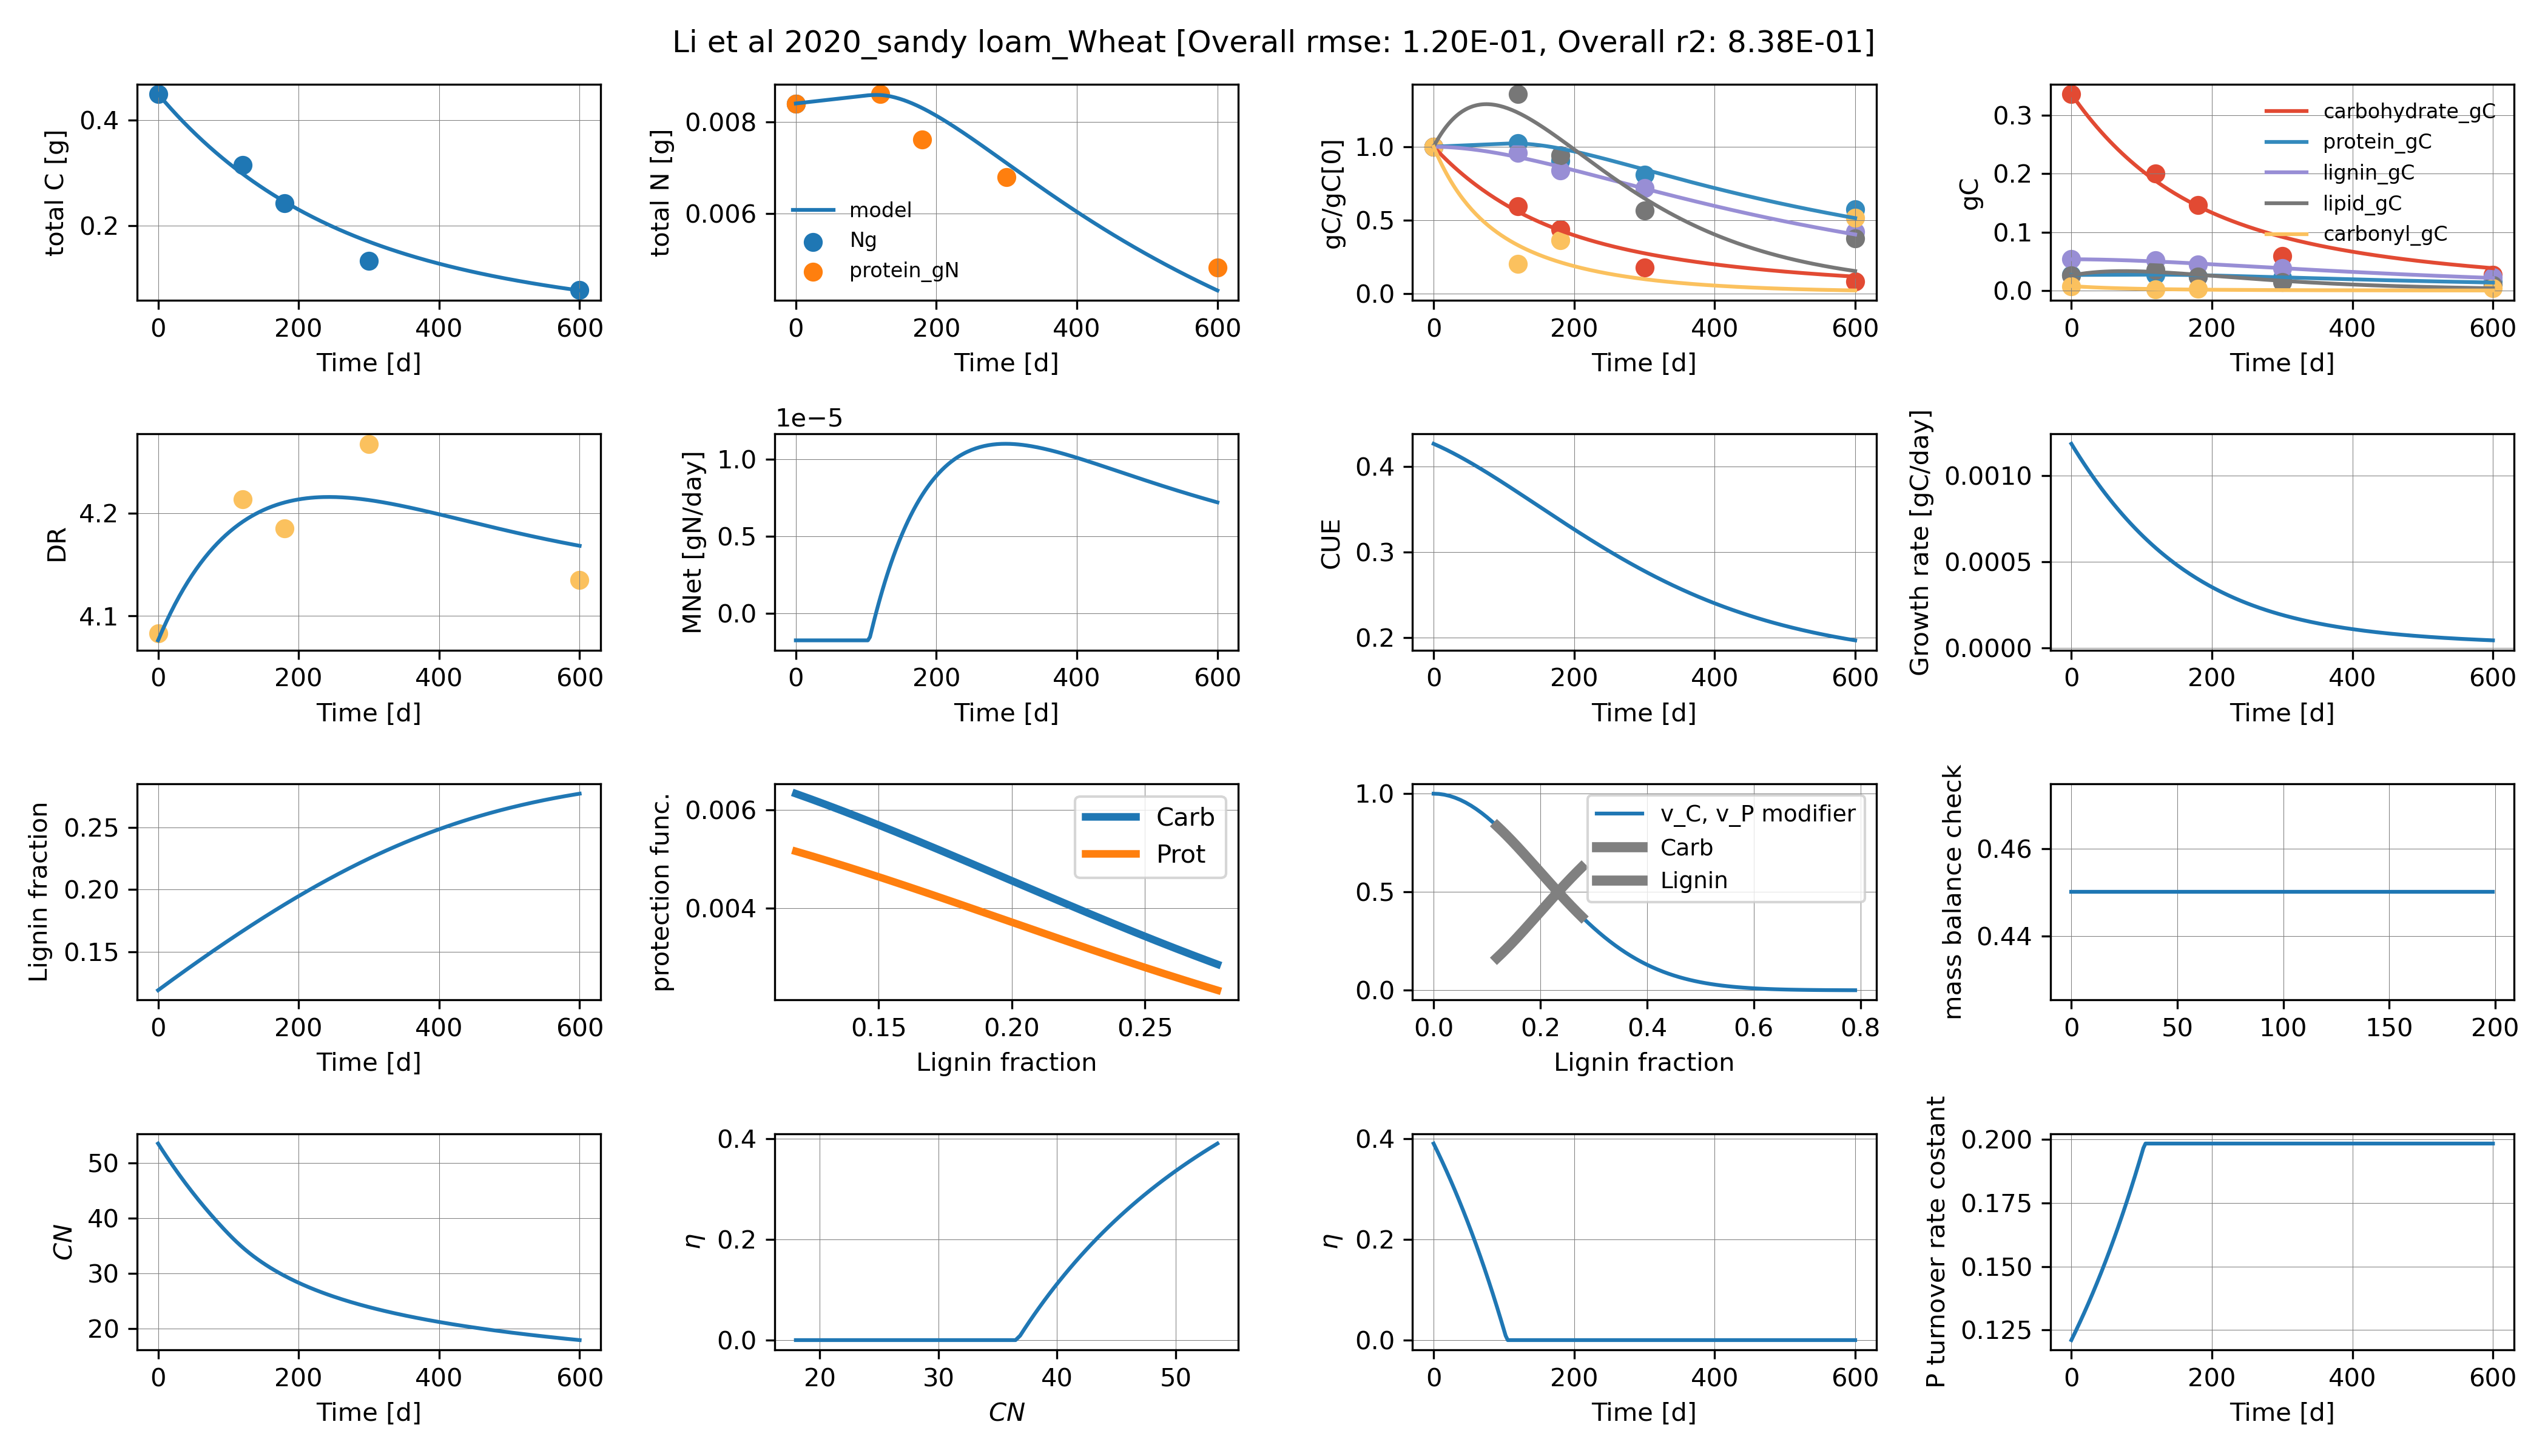 Li et al 2020_sandy loam_Wheat [Overall rmse: 1.20E-01, Overall r2: 8.38E-01]
total C [g]
0.4
0.2
0 200 400 600
Time [d]
total N [g]
0.008
0.006
model
Ng
protein_gN
0 200 400 600
Time [d]
gC/gC[0]
1.0
0.5
0.0
0 200 400 600
Time [d]
gC
0.3
0.2
0.1
0.0
carbohydrate_gC
protein_gC
lignin_gC
lipid_gC
carbonyl_gC
0 200 400 600
Time [d]
DR
4.2
4.1
0 200 400 600
Time [d]
1e−5
MNet [gN/day]
1.0
0.5
0.0
0 200 400 600
Time [d]
CUE
0.4
0.3
0.2
0 200 400 600
Time [d]
Growth rate [gC/day]
0.0010
0.0005
0.0000
0 200 400 600
Time [d]
Lignin fraction
0.25
0.20
0.15
0 200 400 600
Time [d]
protection func.
0.006
0.004
Carb
Prot
0.15 0.20 0.25
Lignin fraction
1.0
0.5
0.0
v_C, v_P modifier
Carb
Lignin
0.0 0.2 0.4 0.6 0.8
Lignin fraction
mass balance check
0.46
0.44
0 50 100 150 200
CN
50
40
30
20
0 200 400 600
Time [d]
η
0.4
0.2
0.0
20 30 40 50
CN
η
0.4
0.2
0.0
0 200 400 600
Time [d]
P turnover rate costant
0.200
0.175
0.150
0.125
0 200 400 600
Time [d]